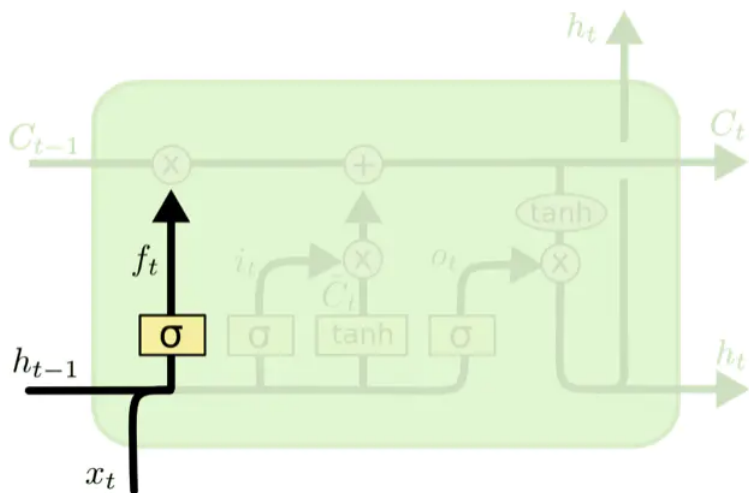 h_t
C_{t-1}
C_t
x
+
tanh
f_t
i_t
x
o_t
x
C̃_t
σ
σ
tanh
σ
h_{t-1}
h_t
x_t